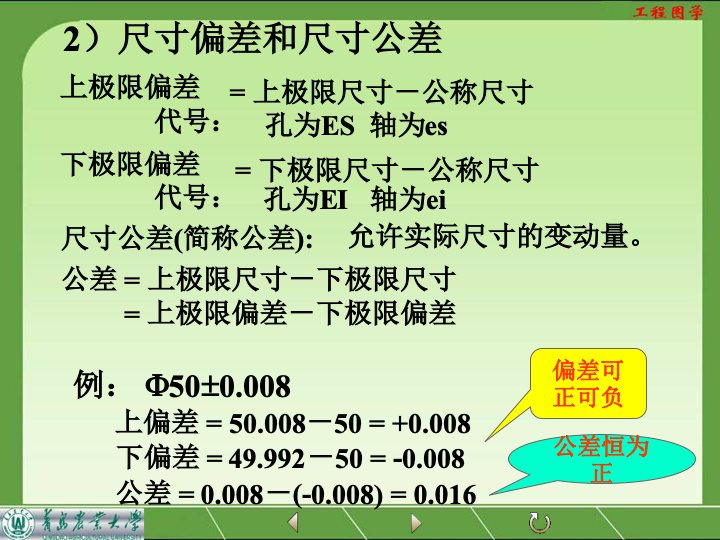 工程图学
2）尺寸偏差和尺寸公差
上极限偏差 = 上极限尺寸－公称尺寸
代号： 孔为ES 轴为es
下极限偏差 = 下极限尺寸－公称尺寸
代号： 孔为EI 轴为ei
尺寸公差(简称公差): 允许实际尺寸的变动量。
公差 = 上极限尺寸－下极限尺寸
= 上极限偏差－下极限偏差
例： Φ50±0.008
偏差可
正可负
上偏差 = 50.008－50 = +0.008
下偏差 = 49.992－50 = -0.008
公差恒为
正
公差 = 0.008－(-0.008) = 0.016
青岛农业大学